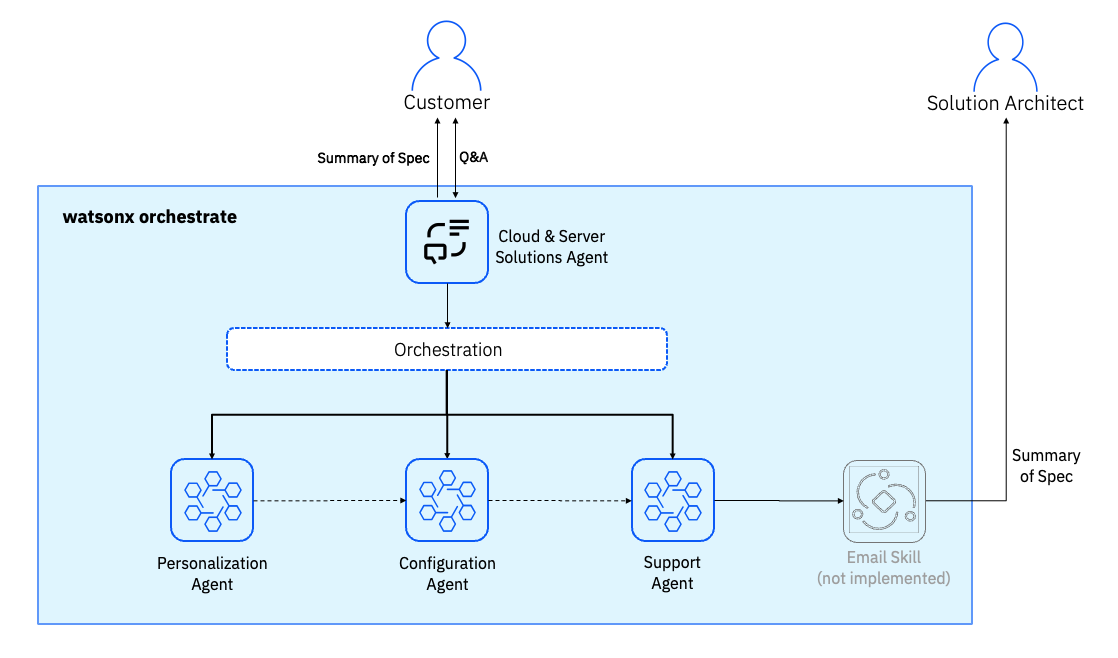 Customer
Solution Architect
Summary of Spec
Q&A
watsonx orchestrate
Cloud & Server
Solutions Agent
Orchestration
Summary
of Spec
Personalization
Agent
Configuration
Agent
Support
Agent
Email Skill
(not implemented)